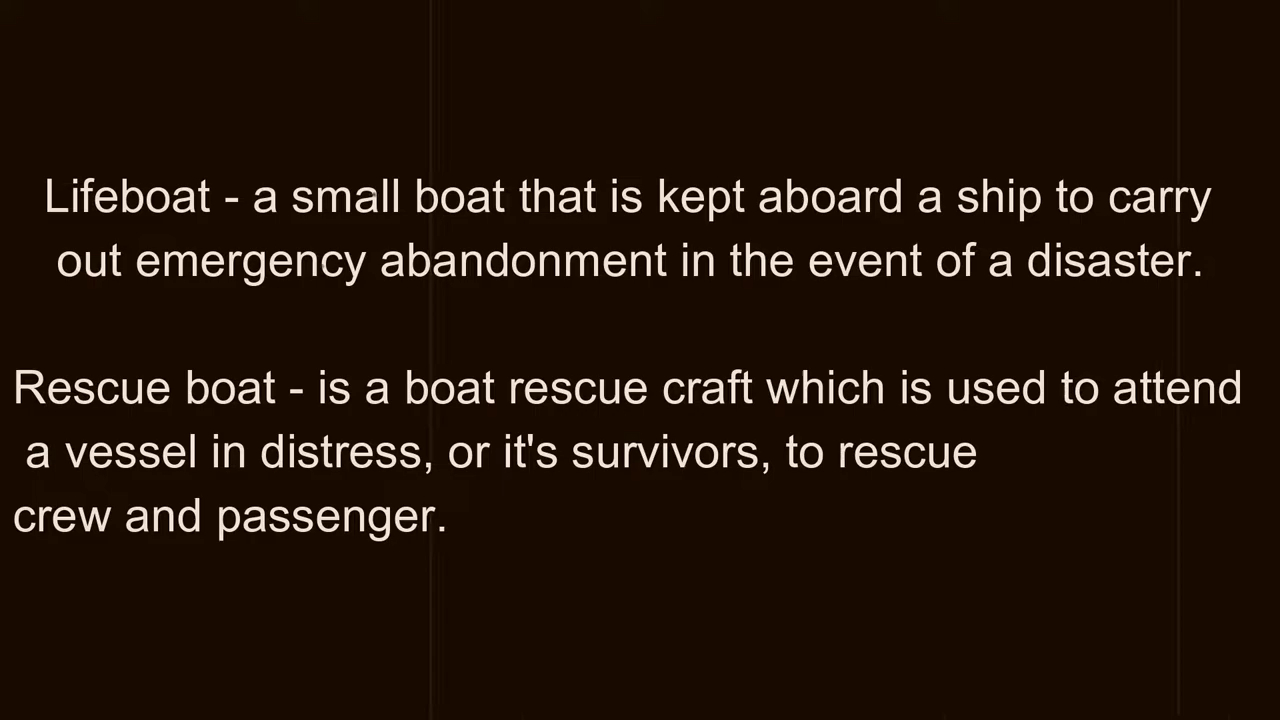 Lifeboat - a small boat that is kept aboard a ship to carry
out emergency abandonment in the event of a disaster.
Rescue boat - is a boat rescue craft which is used to attend
a vessel in distress, or it's survivors, to rescue
crew and passenger.